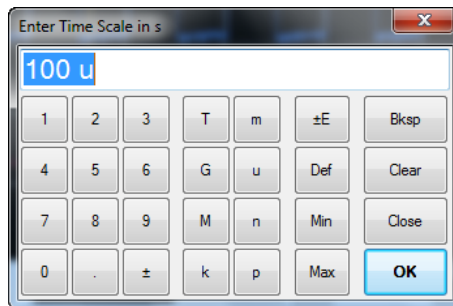 Enter Time Scale in s
100 u
1 2 3 T m ±E Bksp
4 5 6 G u Def Clear
7 8 9 M n Min Close
0 . ± k p Max OK